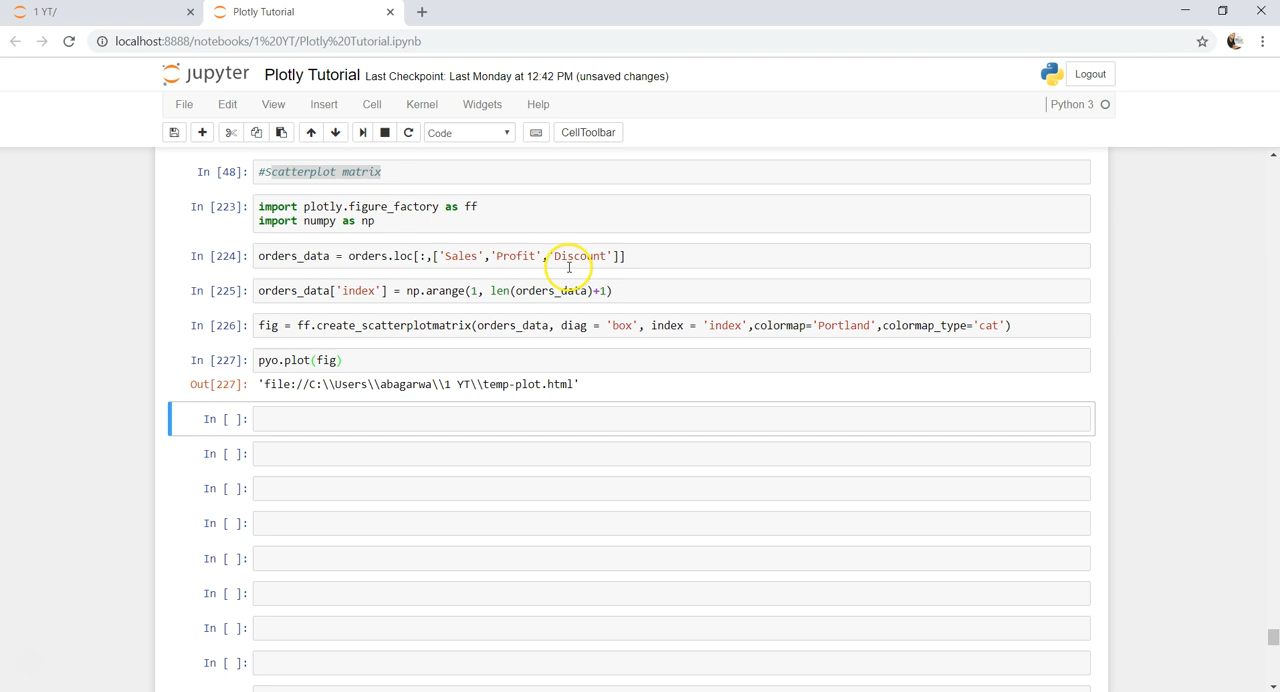 1 YT/
Plotly Tutorial
localhost:8888/notebooks/1%20YT/Plotly%20Tutorial.ipynb
jupyter Plotly Tutorial Last Checkpoint: Last Monday at 12:42 PM (unsaved changes)
Logout
File Edit View Insert Cell Kernel Widgets Help
Python 3
Code
CellToolbar
In [48]: #Scatterplot matrix
In [223]: import plotly.figure_factory as ff
import numpy as np
In [224]: orders_data = orders.loc[:,['Sales','Profit','Discount']]
In [225]: orders_data['index'] = np.arange(1, len(orders_data)+1)
In [226]: fig = ff.create_scatterplotmatrix(orders_data, diag = 'box', index = 'index',colormap='Portland',colormap_type='cat')
In [227]: pyo.plot(fig)
Out[227]: 'file://C:\\Users\\abagarwa\\1 YT\\temp-plot.html'
In [ ]:
In [ ]:
In [ ]:
In [ ]:
In [ ]:
In [ ]:
In [ ]:
In [ ]: